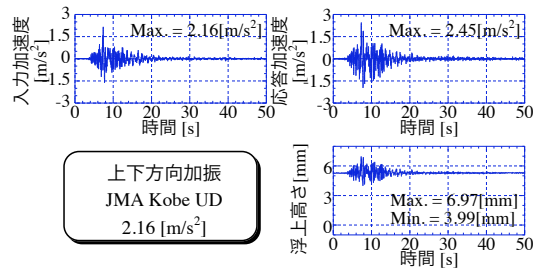 入力加速度
[m/s²]
3
1.5
0
-1.5
-3
Max. = 2.16[m/s²]
0 10 20 30 40 50
時間 [s]
応答加速度
[m/s²]
3
1.5
0
-1.5
-3
Max. = 2.45[m/s²]
0 10 20 30 40 50
時間 [s]
上下方向加振
JMA Kobe UD
2.16 [m/s²]
浮上高さ[mm]
6
3
0
Max. = 6.97[mm]
Min. = 3.99[mm]
0 10 20 30 40 50
時間 [s]